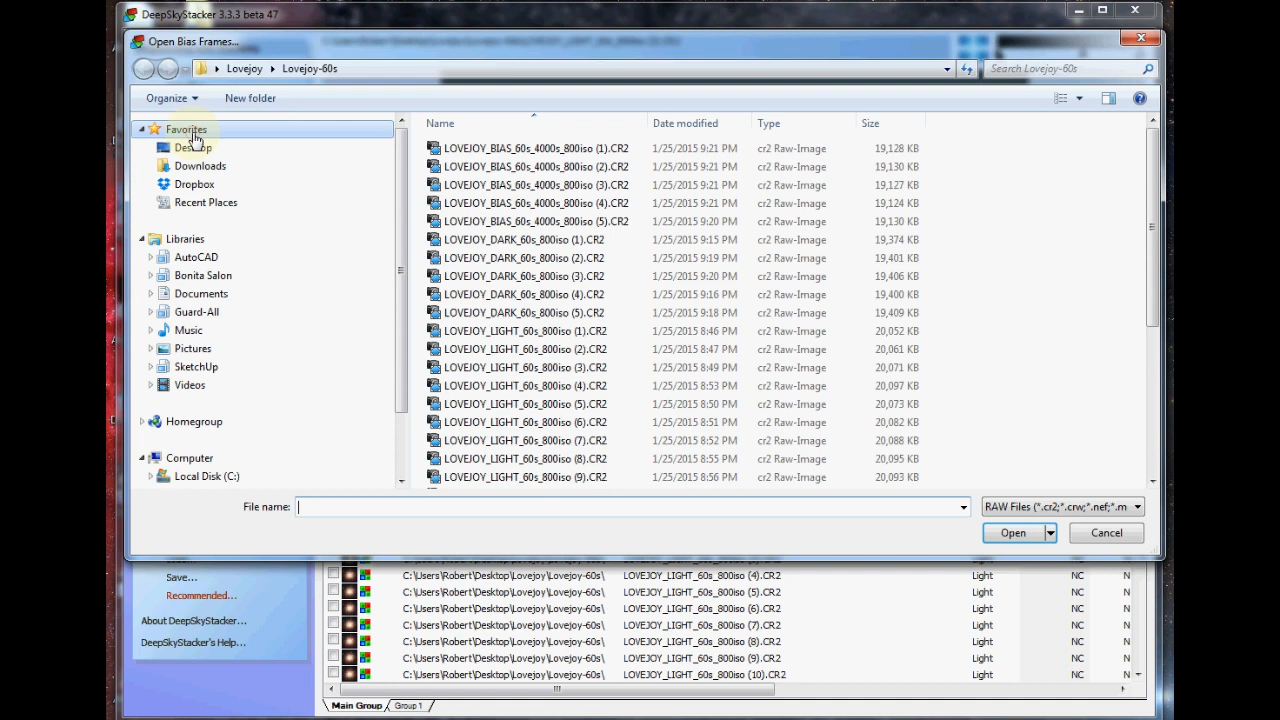 DeepSkyStacker 3.3.3 beta 47
Open Bias Frames...
Lovejoy Lovejoy-60s Search Lovejoy-60s
Organize New folder
Favorites
Desktop
Downloads
Dropbox
Recent Places
Libraries
AutoCAD
Bonita Salon
Documents
Guard-All
Music
Pictures
SketchUp
Videos
Homegroup
Computer
Local Disk (C:)
Name Date modified Type Size
LOVEJOY_BIAS_60s_4000s_800iso (1).CR2 1/25/2015 9:21 PM cr2 Raw-Image 19,128 KB
LOVEJOY_BIAS_60s_4000s_800iso (2).CR2 1/25/2015 9:21 PM cr2 Raw-Image 19,130 KB
LOVEJOY_BIAS_60s_4000s_800iso (3).CR2 1/25/2015 9:21 PM cr2 Raw-Image 19,127 KB
LOVEJOY_BIAS_60s_4000s_800iso (4).CR2 1/25/2015 9:21 PM cr2 Raw-Image 19,124 KB
LOVEJOY_BIAS_60s_4000s_800iso (5).CR2 1/25/2015 9:20 PM cr2 Raw-Image 19,130 KB
LOVEJOY_DARK_60s_800iso (1).CR2 1/25/2015 9:15 PM cr2 Raw-Image 19,374 KB
LOVEJOY_DARK_60s_800iso (2).CR2 1/25/2015 9:19 PM cr2 Raw-Image 19,401 KB
LOVEJOY_DARK_60s_800iso (3).CR2 1/25/2015 9:20 PM cr2 Raw-Image 19,406 KB
LOVEJOY_DARK_60s_800iso (4).CR2 1/25/2015 9:16 PM cr2 Raw-Image 19,400 KB
LOVEJOY_DARK_60s_800iso (5).CR2 1/25/2015 9:18 PM cr2 Raw-Image 19,409 KB
LOVEJOY_LIGHT_60s_800iso (1).CR2 1/25/2015 8:46 PM cr2 Raw-Image 20,052 KB
LOVEJOY_LIGHT_60s_800iso (2).CR2 1/25/2015 8:47 PM cr2 Raw-Image 20,061 KB
LOVEJOY_LIGHT_60s_800iso (3).CR2 1/25/2015 8:49 PM cr2 Raw-Image 20,071 KB
LOVEJOY_LIGHT_60s_800iso (4).CR2 1/25/2015 8:53 PM cr2 Raw-Image 20,097 KB
LOVEJOY_LIGHT_60s_800iso (5).CR2 1/25/2015 8:50 PM cr2 Raw-Image 20,073 KB
LOVEJOY_LIGHT_60s_800iso (6).CR2 1/25/2015 8:51 PM cr2 Raw-Image 20,082 KB
LOVEJOY_LIGHT_60s_800iso (7).CR2 1/25/2015 8:52 PM cr2 Raw-Image 20,088 KB
LOVEJOY_LIGHT_60s_800iso (8).CR2 1/25/2015 8:55 PM cr2 Raw-Image 20,095 KB
LOVEJOY_LIGHT_60s_800iso (9).CR2 1/25/2015 8:56 PM cr2 Raw-Image 20,093 KB
File name: RAW Files (*.cr2;*.crw;*.nef;*.m
Open Cancel
Save...
Recommended...
About DeepSkyStacker...
DeepSkyStacker's Help...
C:\Users\Robert\Desktop\Lovejoy\Lovejoy-60s\ LOVEJOY_LIGHT_60s_800iso (4).CR2 Light NC N
C:\Users\Robert\Desktop\Lovejoy\Lovejoy-60s\ LOVEJOY_LIGHT_60s_800iso (5).CR2 Light NC N
C:\Users\Robert\Desktop\Lovejoy\Lovejoy-60s\ LOVEJOY_LIGHT_60s_800iso (6).CR2 Light NC N
C:\Users\Robert\Desktop\Lovejoy\Lovejoy-60s\ LOVEJOY_LIGHT_60s_800iso (7).CR2 Light NC N
C:\Users\Robert\Desktop\Lovejoy\Lovejoy-60s\ LOVEJOY_LIGHT_60s_800iso (8).CR2 Light NC N
C:\Users\Robert\Desktop\Lovejoy\Lovejoy-60s\ LOVEJOY_LIGHT_60s_800iso (9).CR2 Light NC N
C:\Users\Robert\Desktop\Lovejoy\Lovejoy-60s\ LOVEJOY_LIGHT_60s_800iso (10).CR2 Light NC N
Main Group Group 1